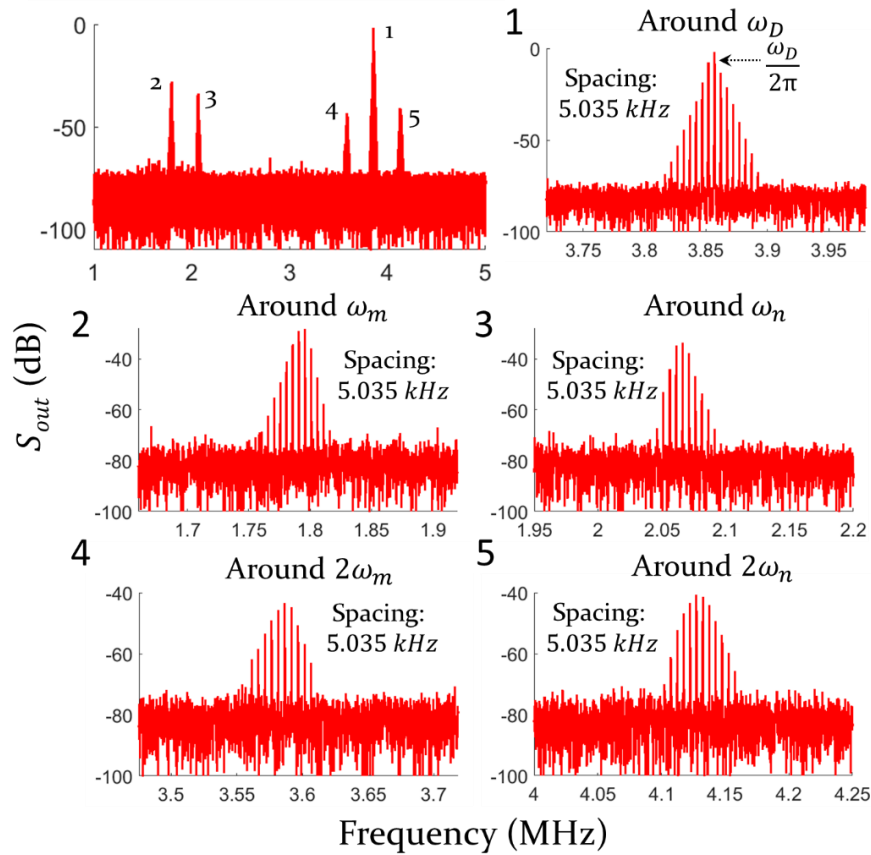 0
-50
-100
1 2 3 4 5
1
2
3
4
5
1
Around ω_D
0
-50
-100
Spacing:
5.035 kHz
ω_D
2π
3.75 3.8 3.85 3.9 3.95
2
Around ω_m
-40
-60
-80
-100
Spacing:
5.035 kHz
1.7 1.75 1.8 1.85 1.9
3
Around ω_n
-40
-60
-80
-100
Spacing:
5.035 kHz
1.95 2 2.05 2.1 2.15 2.2
4
Around 2ω_m
-40
-60
-80
-100
Spacing:
5.035 kHz
3.5 3.55 3.6 3.65 3.7
5
Around 2ω_n
-40
-60
-80
-100
Spacing:
5.035 kHz
4 4.05 4.1 4.15 4.2 4.25
S_out (dB)
Frequency (MHz)